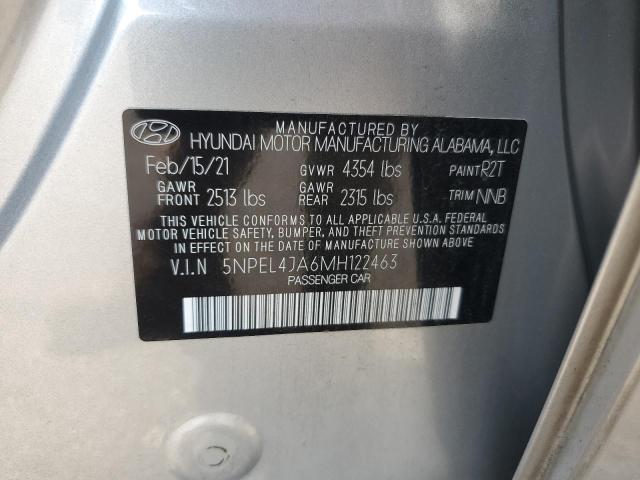 MANUFACTURED BY
HYUNDAI MOTOR MANUFACTURING ALABAMA, LLC
Feb/15/21 GVWR 4354 lbs PAINT R2T
GAWR FRONT 2513 lbs GAWR REAR 2315 lbs TRIM NNB
THIS VEHICLE CONFORMS TO ALL APPLICABLE U.S.A. FEDERAL
MOTOR VEHICLE SAFETY, BUMPER, AND THEFT PREVENTION
STANDARDS IN EFFECT ON THE DATE OF MANUFACTURE SHOWN ABOVE.
V.I.N 5NPEL4JA6MH122463
PASSENGER CAR